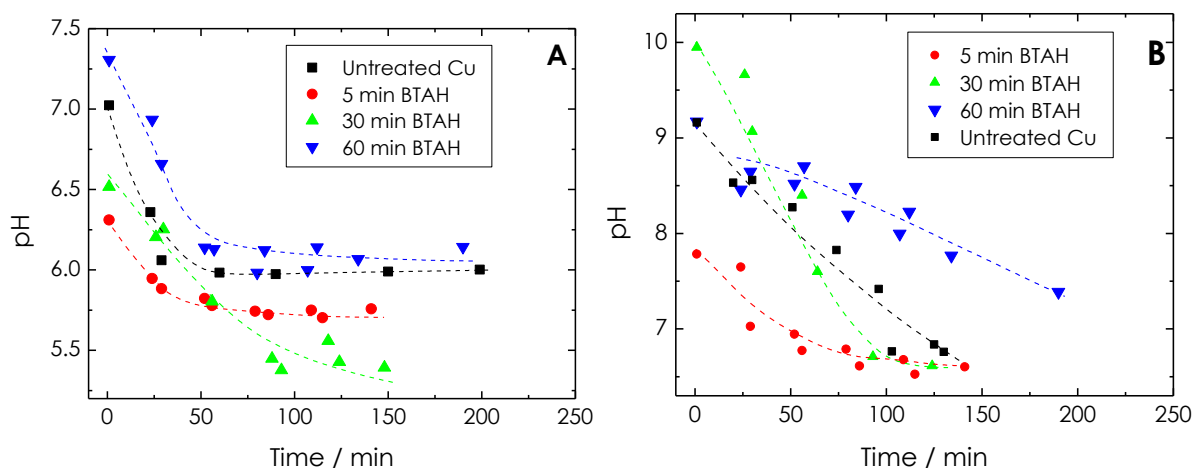 A
7.5
7.0
6.5
6.0
5.5
pH
0
50
100
150
200
250
Time / min
Untreated Cu
5 min BTAH
30 min BTAH
60 min BTAH
B
10
9
8
7
6
pH
0
50
100
150
200
250
Time / min
5 min BTAH
30 min BTAH
60 min BTAH
Untreated Cu